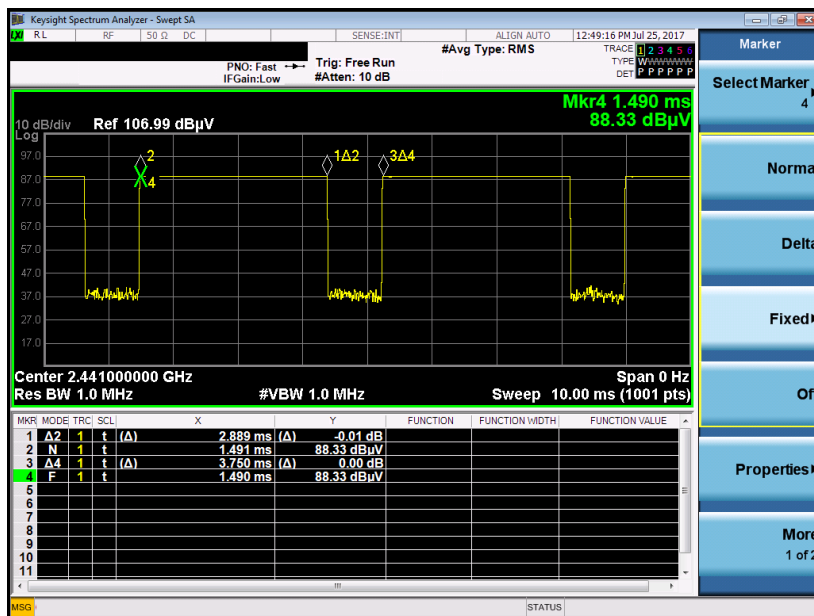 Keysight Spectrum Analyzer - Swept SA
LXI RL RF 50 Ω DC SENSE:INT ALIGN AUTO 12:49:16 PM Jul 25, 2017
#Avg Type: RMS
TRACE 1 2 3 4 5 6
PNO: Fast Trig: Free Run
TYPE W W W W W W
IFGain:Low #Atten: 10 dB
DET P P P P P P
Mkr4 1.490 ms
88.33 dBµV
10 dB/div Ref 106.99 dBµV
Log
97.0
87.0
77.0
67.0
57.0
47.0
37.0
27.0
17.0
2
4
1Δ2
3Δ4
Center 2.441000000 GHz Span 0 Hz
Res BW 1.0 MHz #VBW 1.0 MHz Sweep 10.00 ms (1001 pts)
MKR MODE TRC SCL X Y FUNCTION FUNCTION WIDTH FUNCTION VALUE
1 Δ2 1 t (Δ) 2.889 ms (Δ) -0.01 dB
2 N 1 t 1.491 ms 88.33 dBµV
3 Δ4 1 t (Δ) 3.750 ms (Δ) 0.00 dB
4 F 1 t 1.490 ms 88.33 dBµV
5
6
7
8
9
10
11
MSG STATUS
Marker
Select Marker
4
Norma
Delta
Fixed
Of
Properties
More
1 of 2